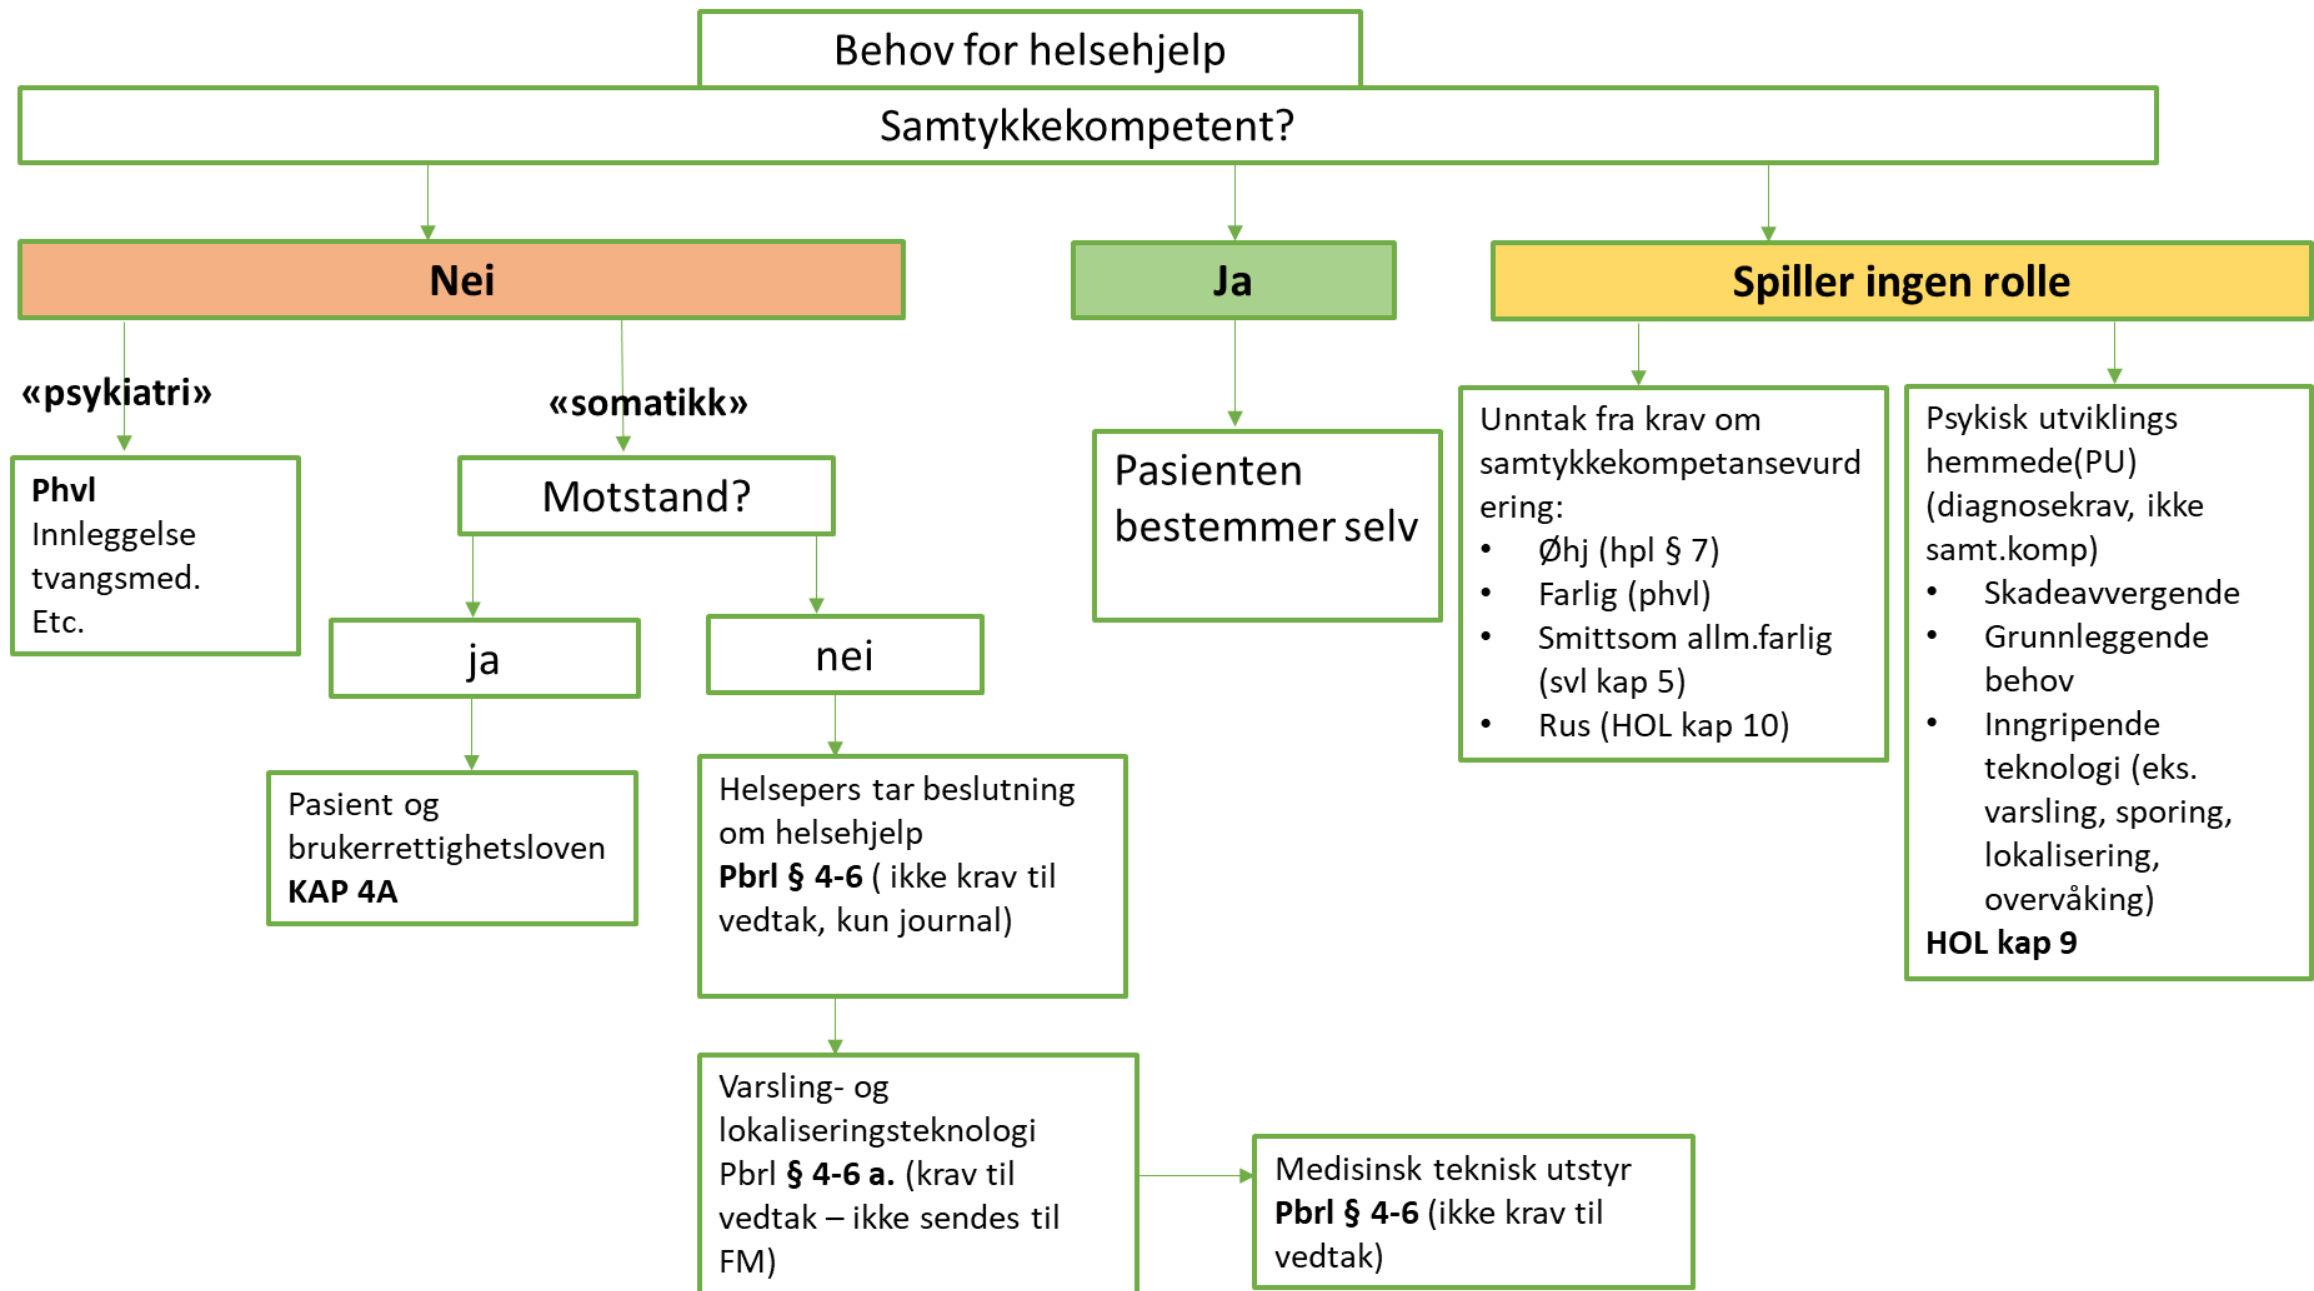 Behov for helsehjelp
Samtykkekompetent?
Nei
Ja
Spiller ingen rolle
«psykiatri»
«somatikk»
Phvl
Innleggelse
tvangsmed.
Etc.
Motstand?
ja
nei
Pasient og
brukerrettighetsloven
KAP 4A
Helsepers tar beslutning
om helsehjelp
Pbrl § 4-6 ( ikke krav til
vedtak, kun journal)
Varsling- og
lokaliseringsteknologi
Pbrl § 4-6 a. (krav til
vedtak – ikke sendes til
FM)
Medisinsk teknisk utstyr
Pbrl § 4-6 (ikke krav til
vedtak)
Pasienten
bestemmer selv
Unntak fra krav om
samtykkekompetansevurd
ering:
• Øhj (hpl § 7)
• Farlig (phvl)
• Smittsom allm.farlig
(svl kap 5)
• Rus (HOL kap 10)
Psykisk utviklings
hemmede(PU)
(diagnosekrav, ikke
samt.komp)
• Skadeavvergende
• Grunnleggende
behov
• Inngripende
teknologi (eks.
varsling, sporing,
lokalisering,
overvåking)
HOL kap 9